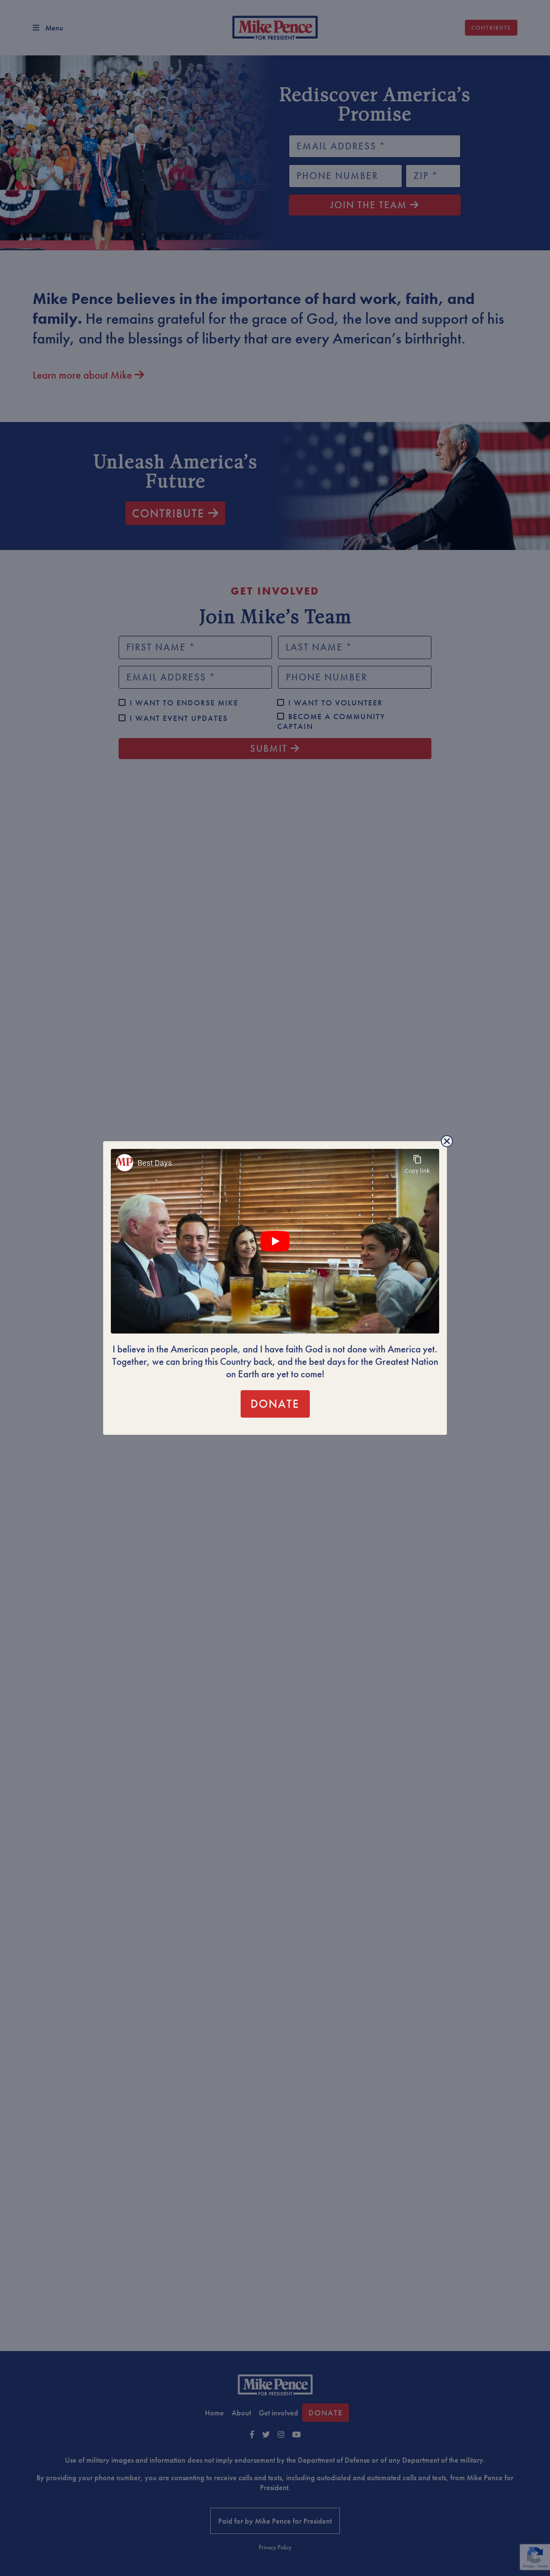 Menu
Mike Pence
FOR PRESIDENT
CONTRIBUTE
Rediscover America’s
Promise
EMAIL ADDRESS *
PHONE NUMBER
ZIP *
JOIN THE TEAM
Mike Pence believes in the importance of hard work, faith, and
family. He remains grateful for the grace of God, the love and support of his
family, and the blessings of liberty that are every American’s birthright.
Learn more about Mike
Unleash America’s
Future
CONTRIBUTE
GET INVOLVED
Join Mike’s Team
FIRST NAME *
LAST NAME *
EMAIL ADDRESS *
PHONE NUMBER
I WANT TO ENDORSE MIKE
I WANT TO VOLUNTEER
I WANT EVENT UPDATES
BECOME A COMMUNITY
CAPTAIN
SUBMIT
MP
Best Days
Copy link
I believe in the American people, and I have faith God is not done with America yet.
Together, we can bring this Country back, and the best days for the Greatest Nation
on Earth are yet to come!
DONATE
Mike Pence
FOR PRESIDENT
Home
About
Get involved
DONATE
Use of military images and information does not imply endorsement by the Department of Defense or of any Department of the military.
By providing your phone number, you are consenting to receive calls and texts, including autodialed and automated calls and texts, from Mike Pence for
President.
Paid for by Mike Pence for President
Privacy Policy
Privacy - Terms